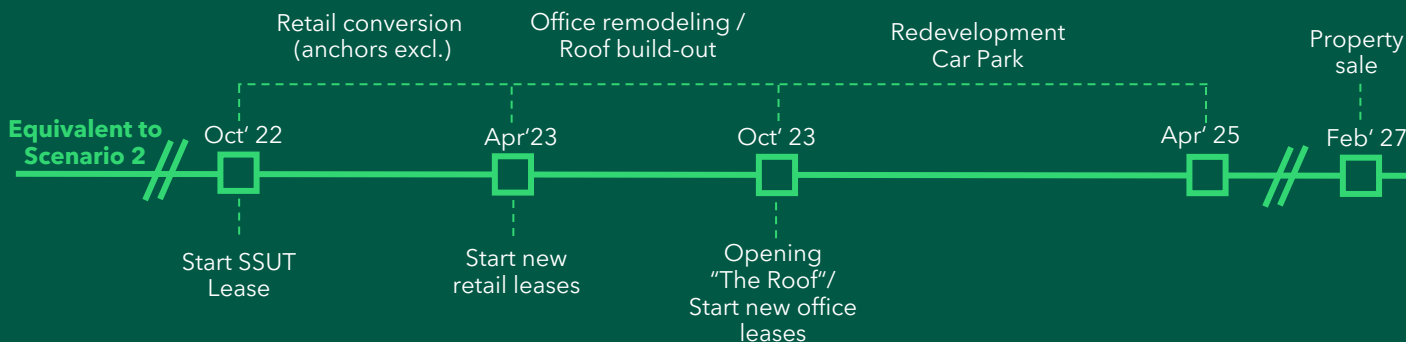 Retail conversion
(anchors excl.)
Office remodeling /
Roof build-out
Redevelopment
Car Park
Property
sale
Equivalent to
Scenario 2
Oct‘ 22
Apr‘23
Oct‘ 23
Apr‘ 25
Feb‘ 27
Start SSUT
Lease
Start new
retail leases
Opening
“The Roof“/
Start new office
leases